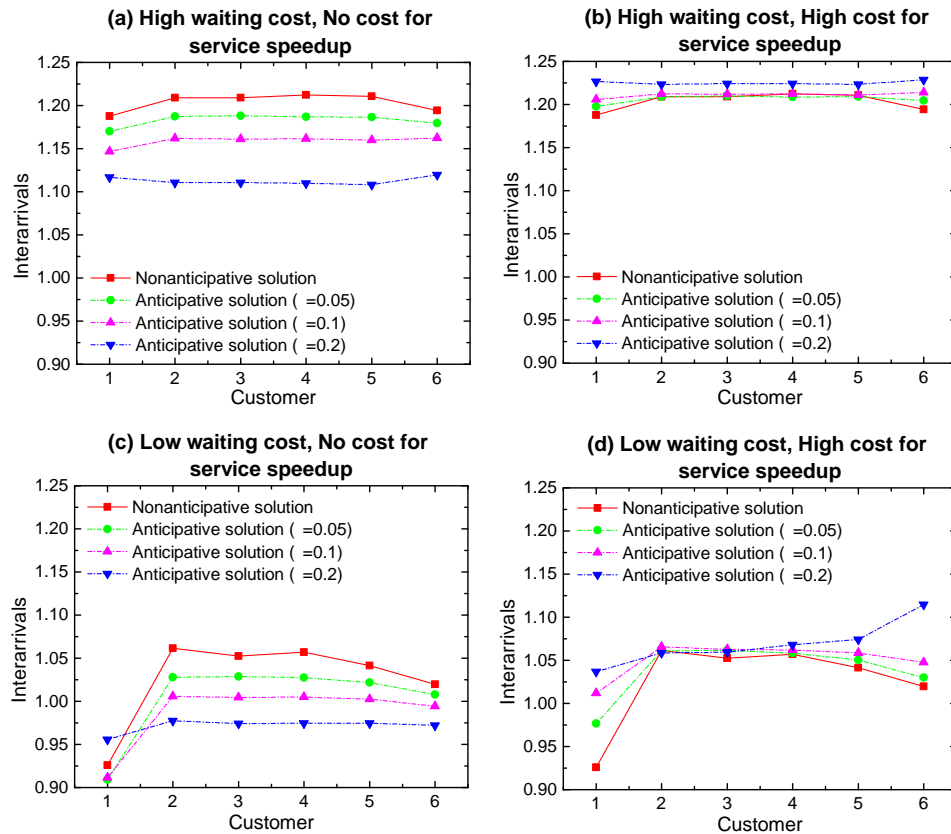 (a) High waiting cost, No cost for
service speedup
1.25
1.20
1.15
1.10
1.05
1.00
0.95
0.90
Interarrivals
Nonanticipative solution
Anticipative solution ( =0.05)
Anticipative solution ( =0.1)
Anticipative solution ( =0.2)
1 2 3 4 5 6
Customer
(b) High waiting cost, High cost for
service speedup
1.25
1.20
1.15
1.10
1.05
1.00
0.95
0.90
Interarrivals
Nonanticipative solution
Anticipative solution ( =0.05)
Anticipative solution ( =0.1)
Anticipative solution ( =0.2)
1 2 3 4 5 6
Customer
(c) Low waiting cost, No cost for
service speedup
1.25
1.20
1.15
1.10
1.05
1.00
0.95
0.90
Interarrivals
Nonanticipative solution
Anticipative solution ( =0.05)
Anticipative solution ( =0.1)
Anticipative solution ( =0.2)
1 2 3 4 5 6
Customer
(d) Low waiting cost, High cost for
service speedup
1.25
1.20
1.15
1.10
1.05
1.00
0.95
0.90
Interarrivals
Nonanticipative solution
Anticipative solution ( =0.05)
Anticipative solution ( =0.1)
Anticipative solution ( =0.2)
1 2 3 4 5 6
Customer